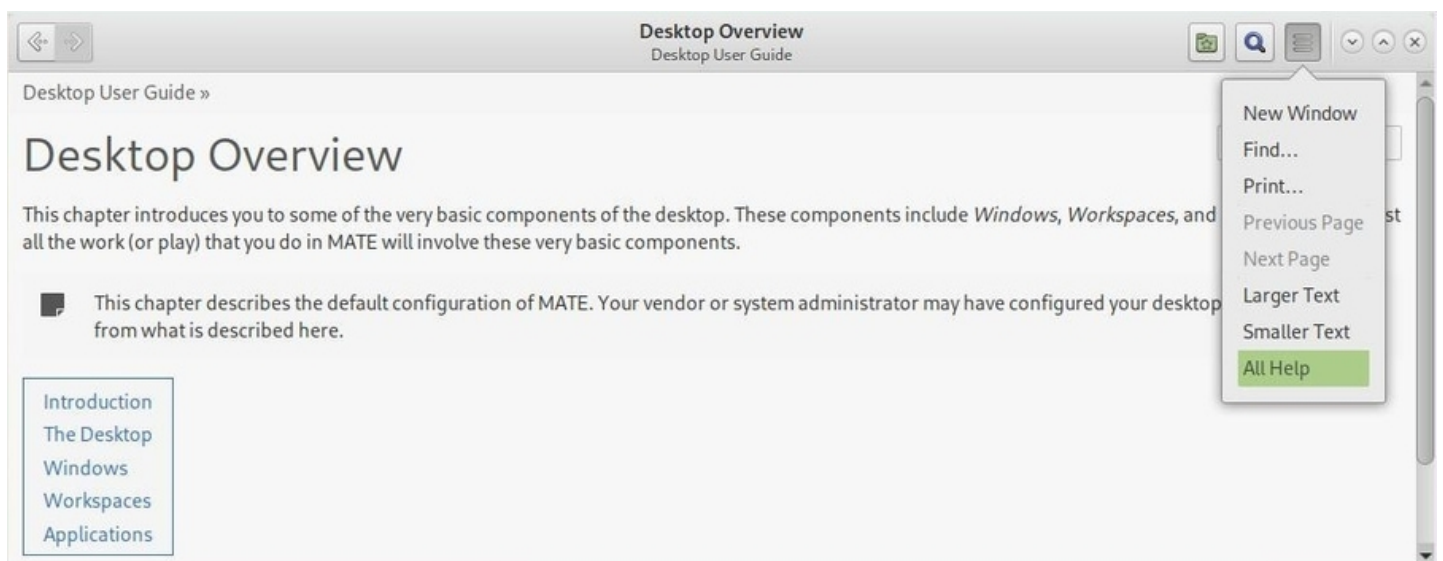 Desktop Overview
Desktop User Guide
Desktop User Guide »
Desktop Overview
This chapter introduces you to some of the very basic components of the desktop. These components include Windows, Workspaces, and
st
all the work (or play) that you do in MATE will involve these very basic components.
This chapter describes the default configuration of MATE. Your vendor or system administrator may have configured your desktop
from what is described here.
Introduction
The Desktop
Windows
Workspaces
Applications
New Window
Find...
Print...
Previous Page
Next Page
Larger Text
Smaller Text
All Help